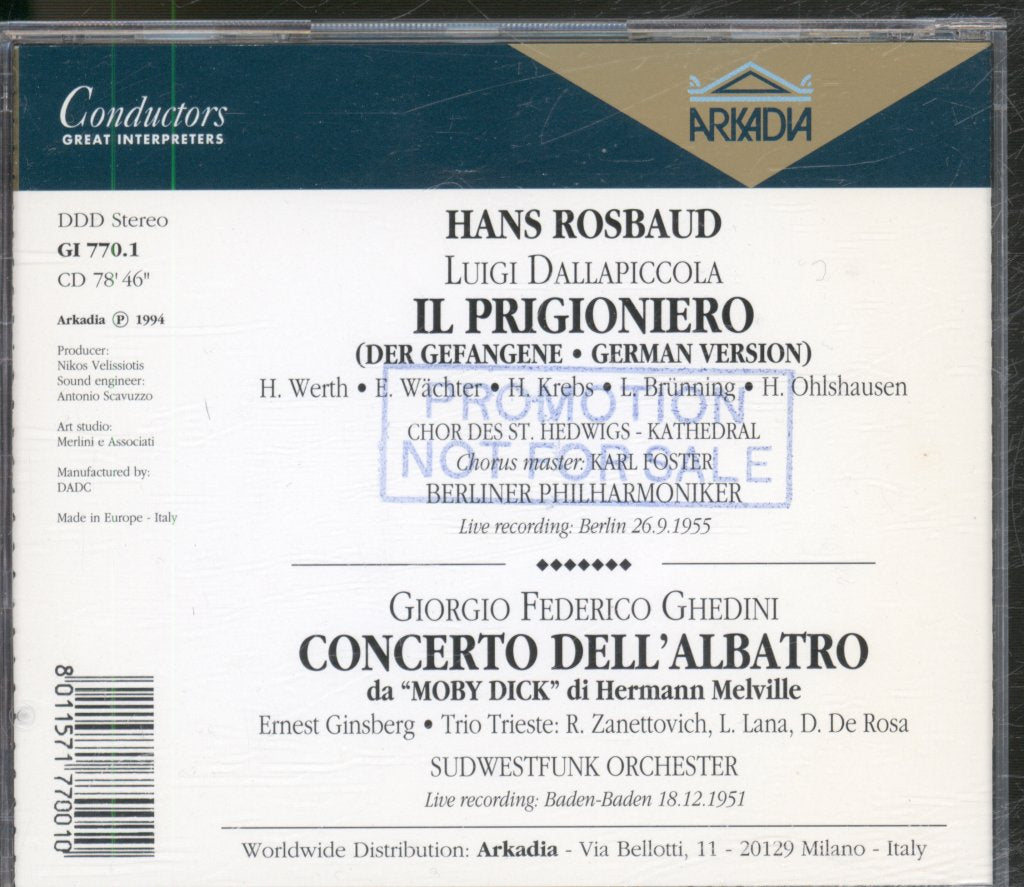 Conductors
GREAT INTERPRETERS
ARKADIA
DDD Stereo
GI 770.1
CD 78' 46"
Arkadia Ⓟ 1994
Producer:
Nikos Velissiotis
Sound engineer:
Antonio Scavuzzo
Art studio:
Merlini e Associati
Manufactured by:
DADC
Made in Europe - Italy
8011571770010
HANS ROSBAUD
LUIGI DALLAPICCOLA
IL PRIGIONIERO
(DER GEFANGENE • GERMAN VERSION)
H. Werth • E. Wächter • H. Krebs • L. Brünning • H. Ohlshausen
PROMOTION
NOT FOR SALE
CHOR DES ST. HEDWIGS - KATHEDRAL
Chorus master: KARL FOSTER
BERLINER PHILHARMONIKER
Live recording: Berlin 26.9.1955
GIORGIO FEDERICO GHEDINI
CONCERTO DELL'ALBATRO
da “MOBY DICK” di Hermann Melville
Ernest Ginsberg • Trio Trieste: R. Zanettovich, L. Lana, D. De Rosa
SUDWESTFUNK ORCHESTER
Live recording: Baden-Baden 18.12.1951
Worldwide Distribution: Arkadia - Via Bellotti, 11 - 20129 Milano - Italy